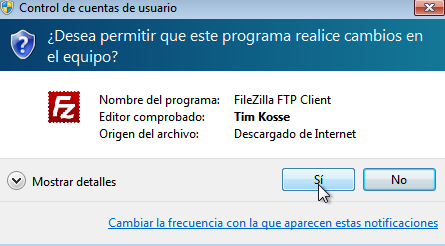 Control de cuentas de usuario
¿Desea permitir que este programa realice cambios en
el equipo?
Fz
Nombre del programa: FileZilla FTP Client
Editor comprobado: Tim Kosse
Origen del archivo: Descargado de Internet
Mostrar detalles
Sí
No
Cambiar la frecuencia con la que aparecen estas notificaciones